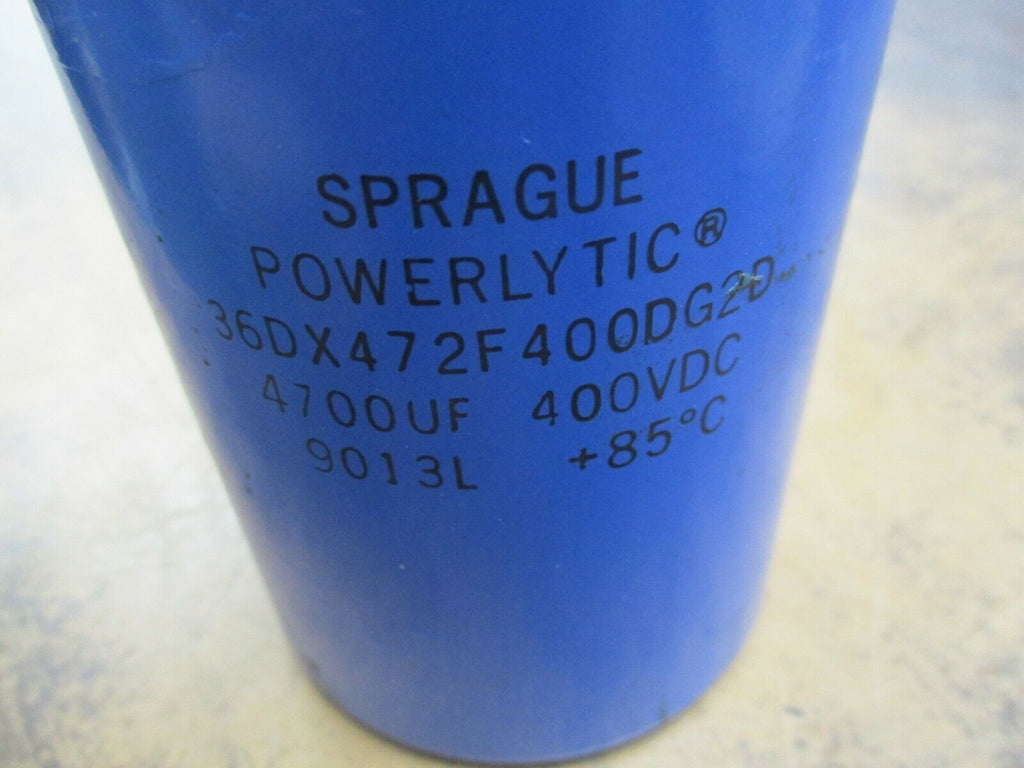 SPRAGUE
POWERLYTIC®
36DX472F400DG2D
4700UF 400VDC
9013L +85°C